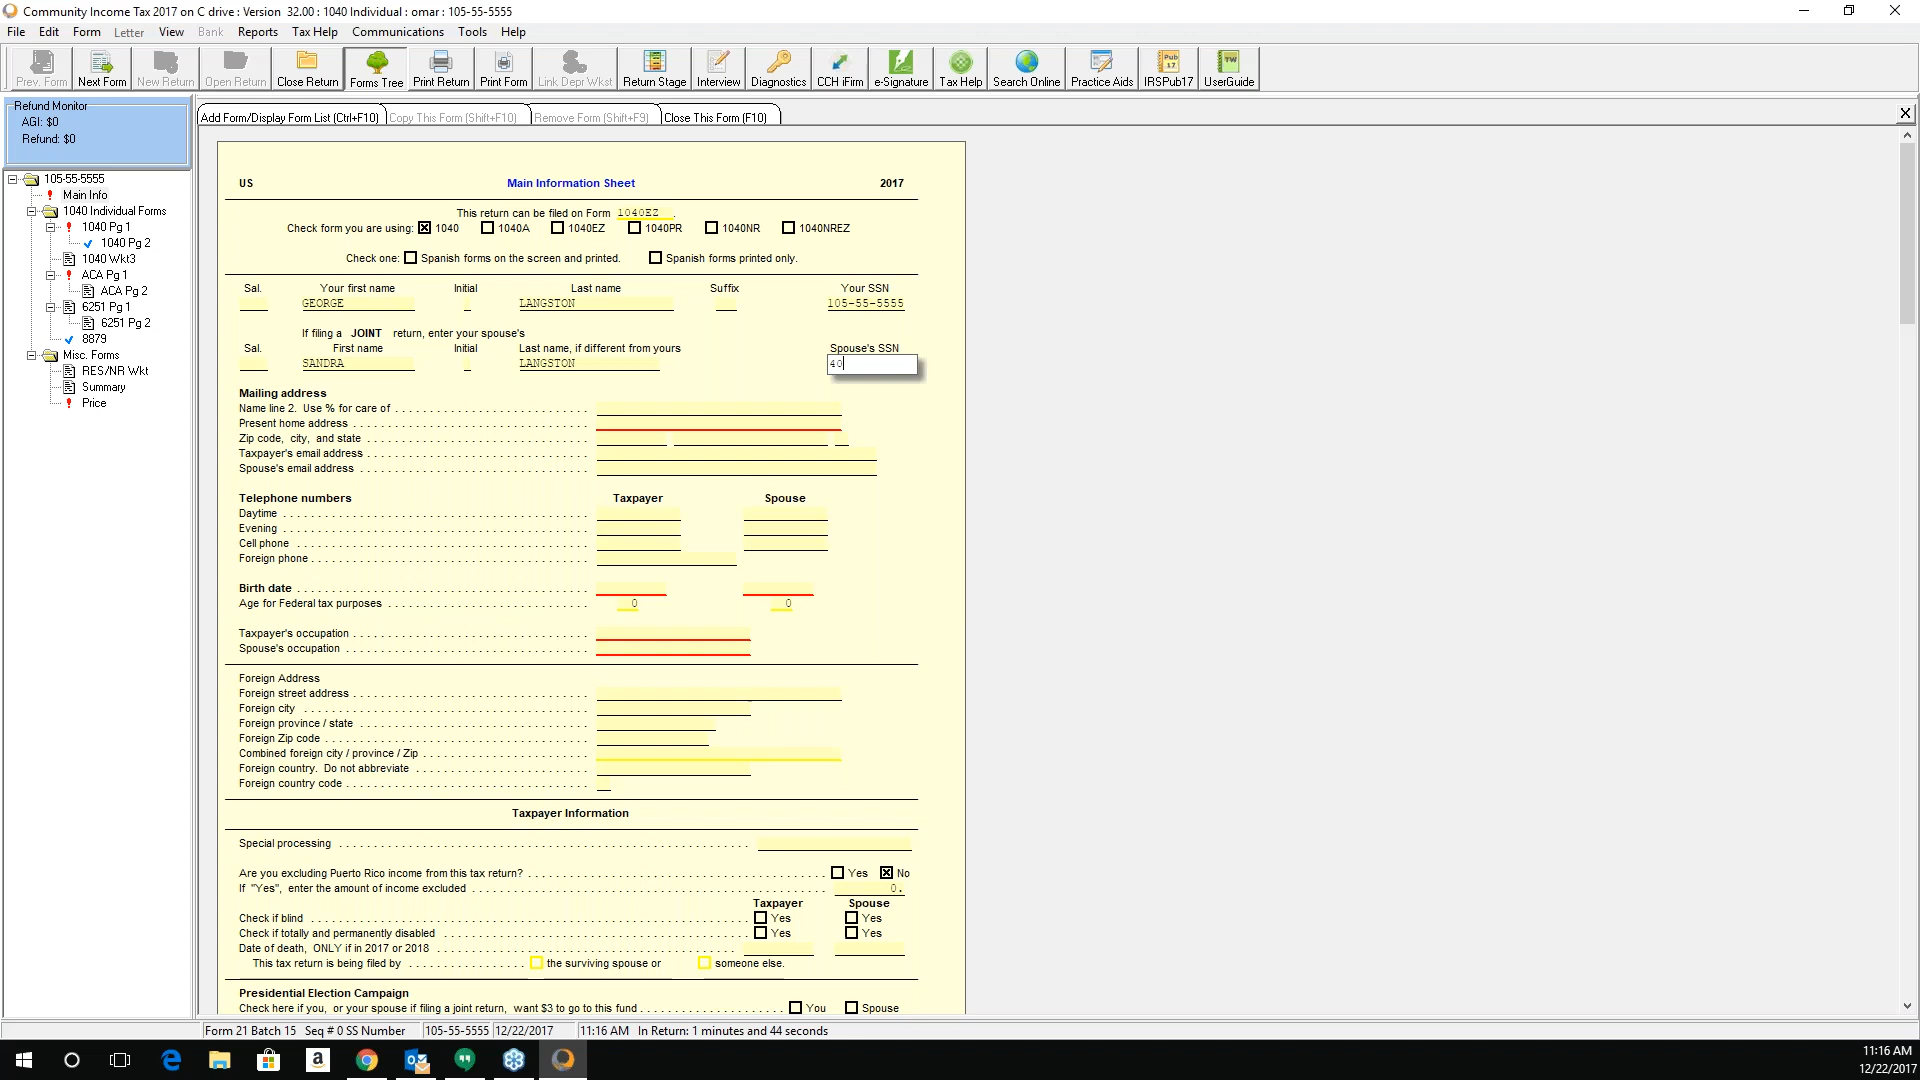 Community Income Tax 2017 on C drive : Version 32.00 : 1040 Individual : omar : 105-55-5555
File Edit Form Letter View Bank Reports Tax Help Communications Tools Help
Prev. Form Next Form New Return Open Return Close Return Forms Tree Print Return Print Form Link Depr Wkst Return Stage Interview Diagnostics CCH iFirm e-Signature Tax Help Search Online Practice Aids IRSPub17 UserGuide
Refund Monitor
AGI: $0
Refund: $0
Add Form/Display Form List (Ctrl+F10) Copy This Form (Shift+F10) Remove Form (Shift+F9) Close This Form (F10)
105-55-5555
Main Info
1040 Individual Forms
1040 Pg 1
1040 Pg 2
1040 Wkt3
ACA Pg 1
ACA Pg 2
6251 Pg 1
6251 Pg 2
8879
Misc. Forms
RES/NR Wkt
Summary
Price
US Main Information Sheet 2017
This return can be filed on Form 1040EZ .
Check form you are using: 1040 1040A 1040EZ 1040PR 1040NR 1040NREZ
Check one: Spanish forms on the screen and printed. Spanish forms printed only.
Sal. Your first name Initial Last name Suffix Your SSN
GEORGE LANGSTON 105-55-5555
If filing a JOINT return, enter your spouse's
Sal. First name Initial Last name, if different from yours Spouse's SSN
SANDRA LANGSTON 40
Mailing address
Name line 2. Use % for care of
Present home address
Zip code, city, and state
Taxpayer's email address
Spouse's email address
Telephone numbers Taxpayer Spouse
Daytime
Evening
Cell phone
Foreign phone
Birth date
Age for Federal tax purposes 0 0
Taxpayer's occupation
Spouse's occupation
Foreign Address
Foreign street address
Foreign city
Foreign province / state
Foreign Zip code
Combined foreign city / province / Zip
Foreign country. Do not abbreviate
Foreign country code
Taxpayer Information
Special processing
Are you excluding Puerto Rico income from this tax return? Yes No
If "Yes", enter the amount of income excluded 0.
Taxpayer Spouse
Check if blind Yes Yes
Check if totally and permanently disabled Yes Yes
Date of death, ONLY if in 2017 or 2018
This tax return is being filed by the surviving spouse or someone else.
Presidential Election Campaign
Check here if you, or your spouse if filing a joint return, want $3 to go to this fund You Spouse
Form 21 Batch 15 Seq # 0 SS Number 105-55-5555 12/22/2017 11:16 AM In Return: 1 minutes and 44 seconds
11:16 AM
12/22/2017